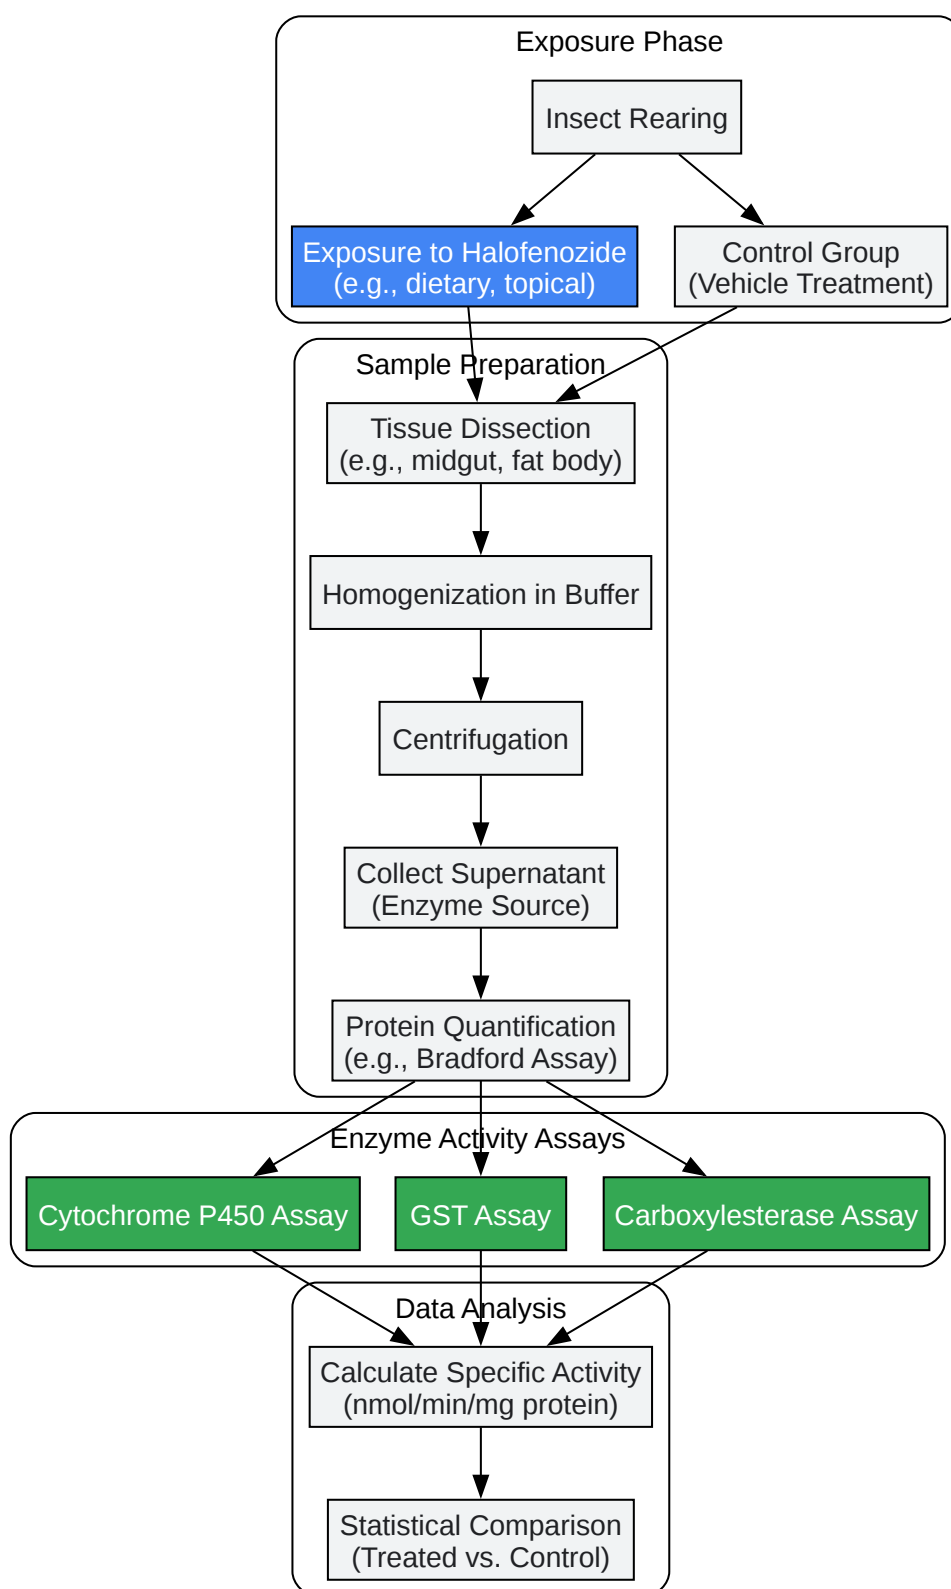 Exposure Phase
Insect Rearing
Exposure to Halofenozide
(e.g., dietary, topical)
Control Group
(Vehicle Treatment)
Sample Preparation
Tissue Dissection
(e.g., midgut, fat body)
Homogenization in Buffer
Centrifugation
Collect Supernatant
(Enzyme Source)
Protein Quantification
(e.g., Bradford Assay)
Enzyme Activity Assays
Cytochrome P450 Assay
GST Assay
Carboxylesterase Assay
Data Analysis
Calculate Specific Activity
(nmol/min/mg protein)
Statistical Comparison
(Treated vs. Control)